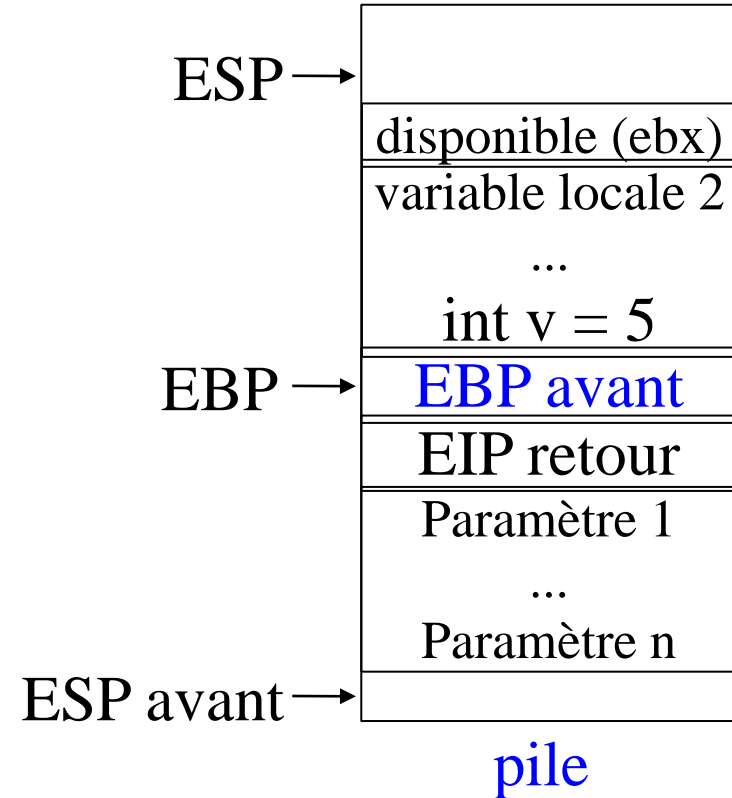 ESP
disponible (ebx)
variable locale 2
...
int v = 5
EBP
EBP avant
EIP retour
Paramètre 1
...
Paramètre n
ESP avant
pile